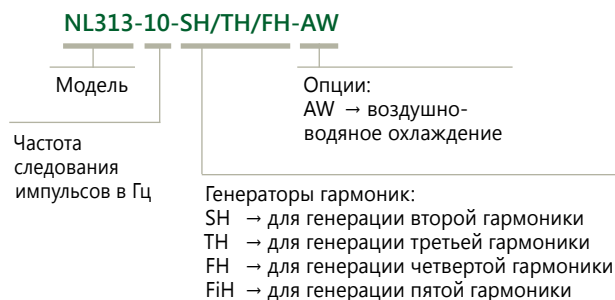 NL313-10-SH/TH/FH-AW
Модель
Опции:
AW → воздушно-
водяное охлаждение
Частота
следования
импульсов в Гц
Генераторы гармоник:
SH → для генерации второй гармоники
TH → для генерации третьей гармоники
FH → для генерации четвертой гармоники
FiH → для генерации пятой гармоники